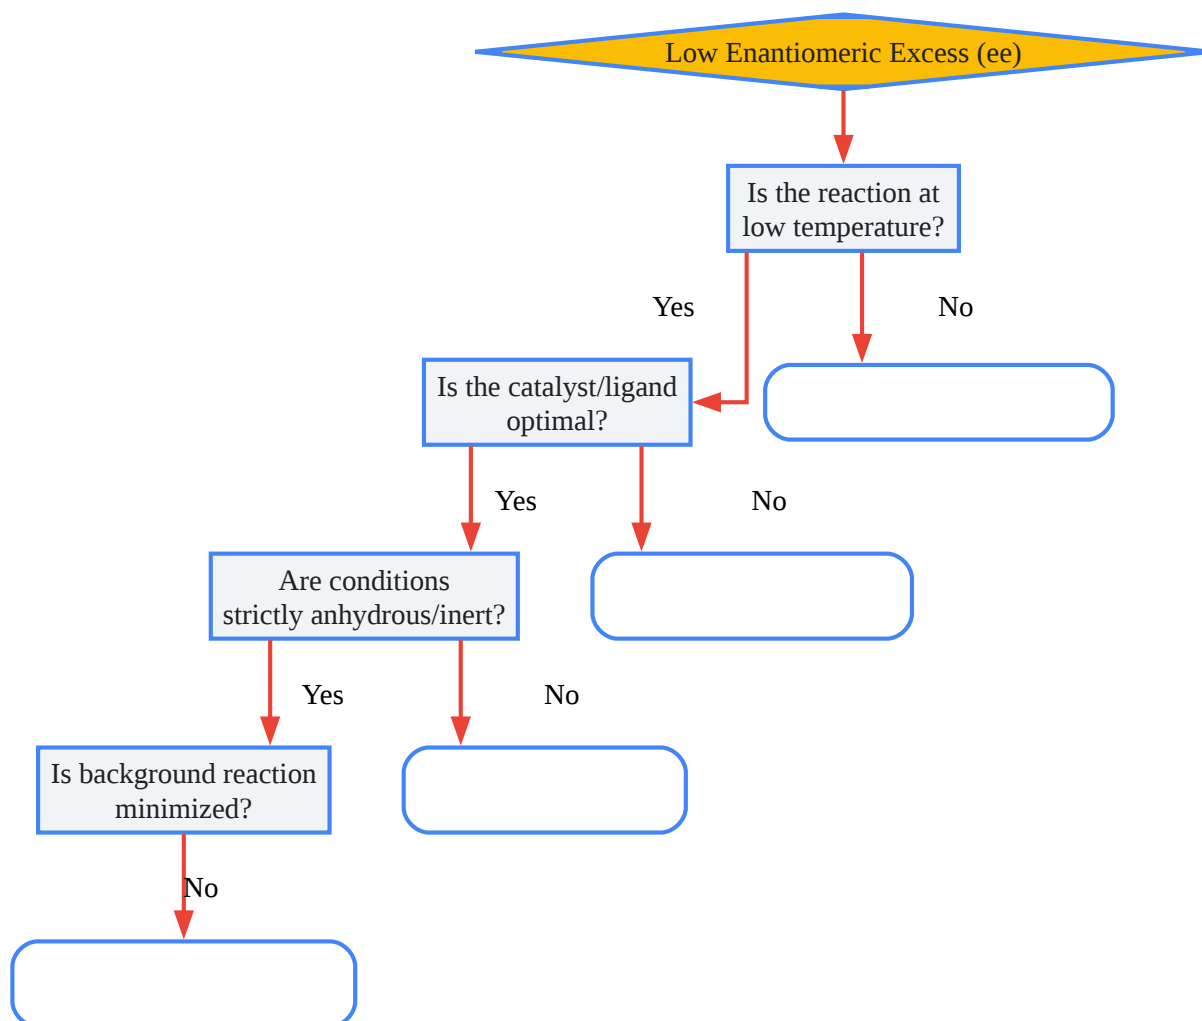 Low Enantiomeric Excess (ee)
Is the reaction at
low temperature?
Yes
No
Is the catalyst/ligand
optimal?
Yes
No
Are conditions
strictly anhydrous/inert?
Yes
No
Is background reaction
minimized?
No